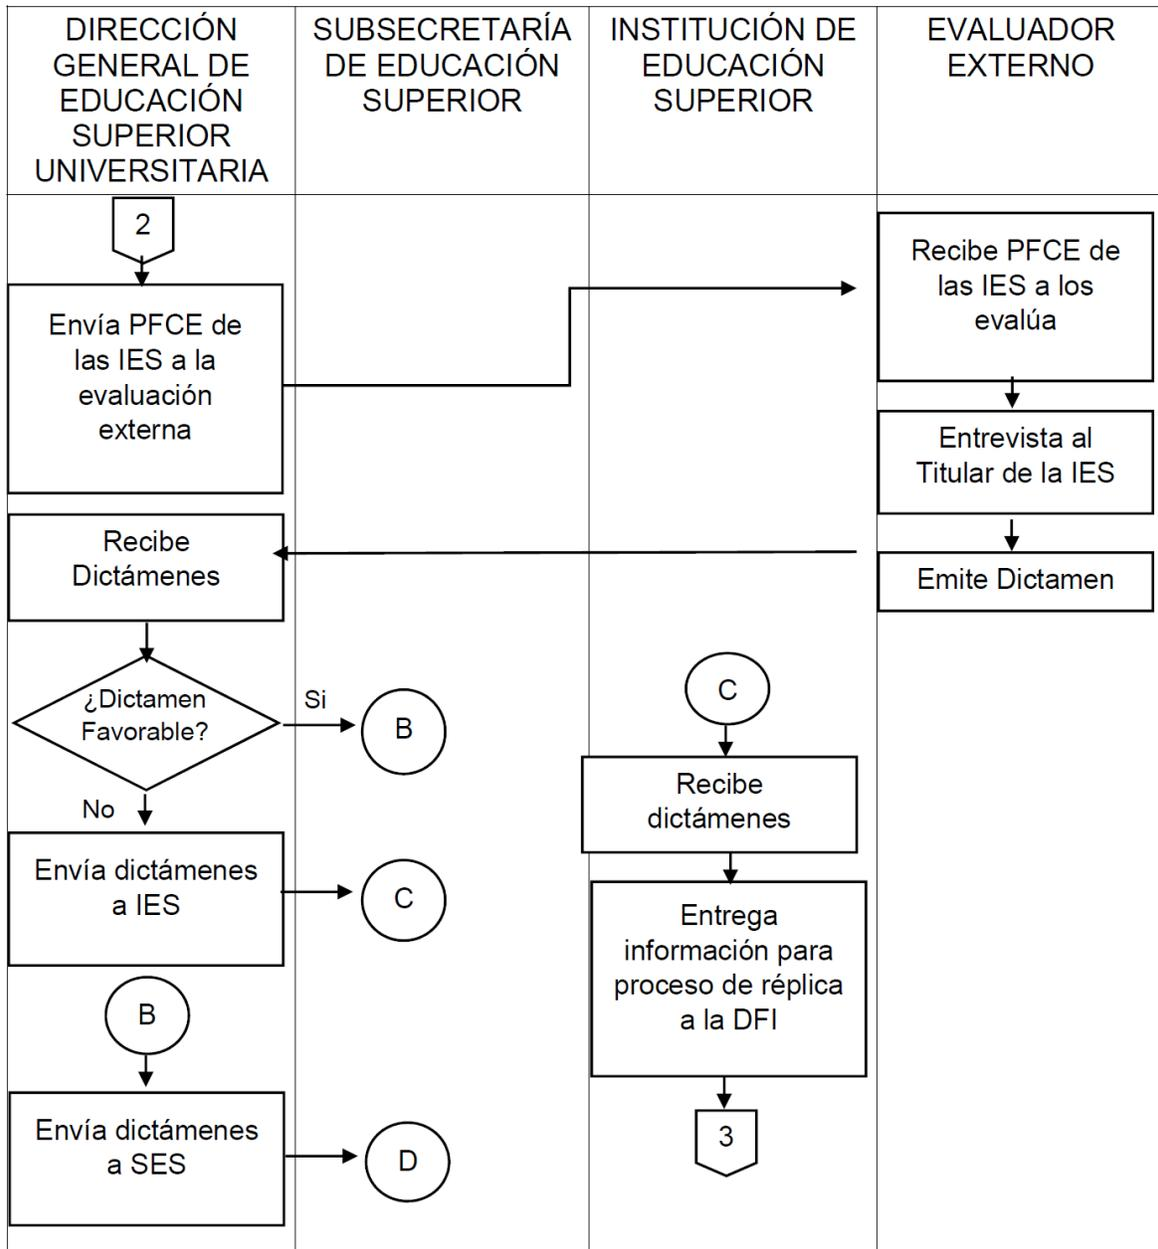 DIRECCIÓN
GENERAL DE
EDUCACIÓN
SUPERIOR
UNIVERSITARIA
SUBSECRETARÍA
DE EDUCACIÓN
SUPERIOR
INSTITUCIÓN DE
EDUCACIÓN
SUPERIOR
EVALUADOR
EXTERNO
2
Envía PFCE de
las IES a la
evaluación
externa
Recibe PFCE de
las IES a los
evalúa
Entrevista al
Titular de la IES
Emite Dictamen
Recibe
Dictámenes
¿Dictamen
Favorable?
Si
B
No
Envía dictámenes
a IES
C
B
Envía dictámenes
a SES
D
C
Recibe
dictámenes
Entrega
información para
proceso de réplica
a la DFI
3